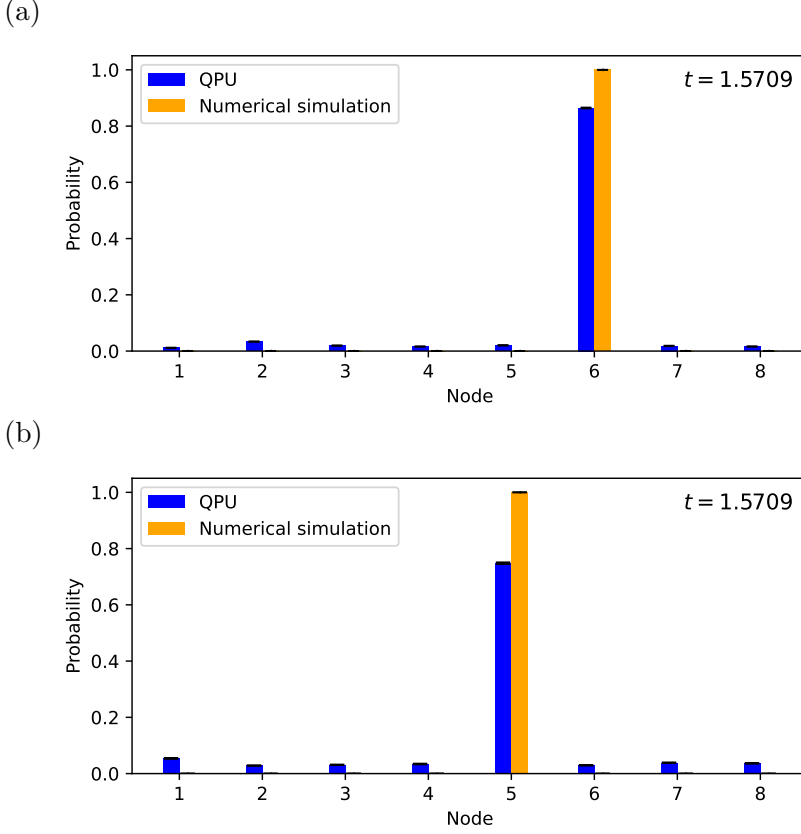 (a)
1.0
0.8
0.6
0.4
0.2
0.0
Probability
QPU
Numerical simulation
t = 1.5709
1 2 3 4 5 6 7 8
Node
(b)
1.0
0.8
0.6
0.4
0.2
0.0
Probability
QPU
Numerical simulation
t = 1.5709
1 2 3 4 5 6 7 8
Node